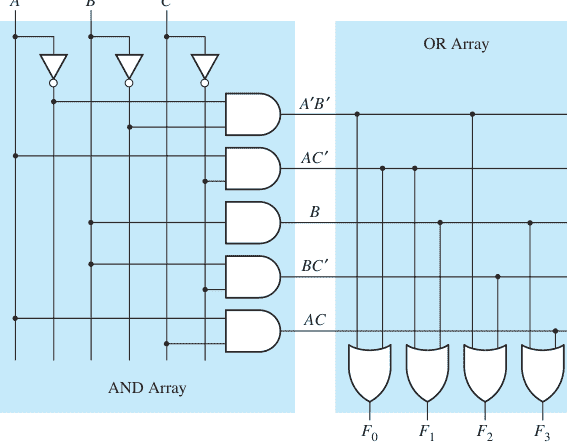 A B C
OR Array
A′B′
AC′
B
BC′
AC
AND Array
F₀ F₁ F₂ F₃